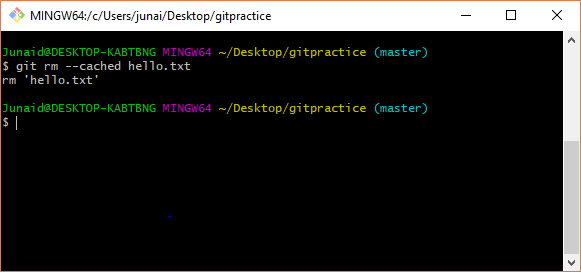 MINGW64:/c/Users/junai/Desktop/gitpractice
Junaid@DESKTOP-KABTBNG MINGW64 ~/Desktop/gitpractice (master)
$ git rm --cached hello.txt
rm 'hello.txt'
Junaid@DESKTOP-KABTBNG MINGW64 ~/Desktop/gitpractice (master)
$